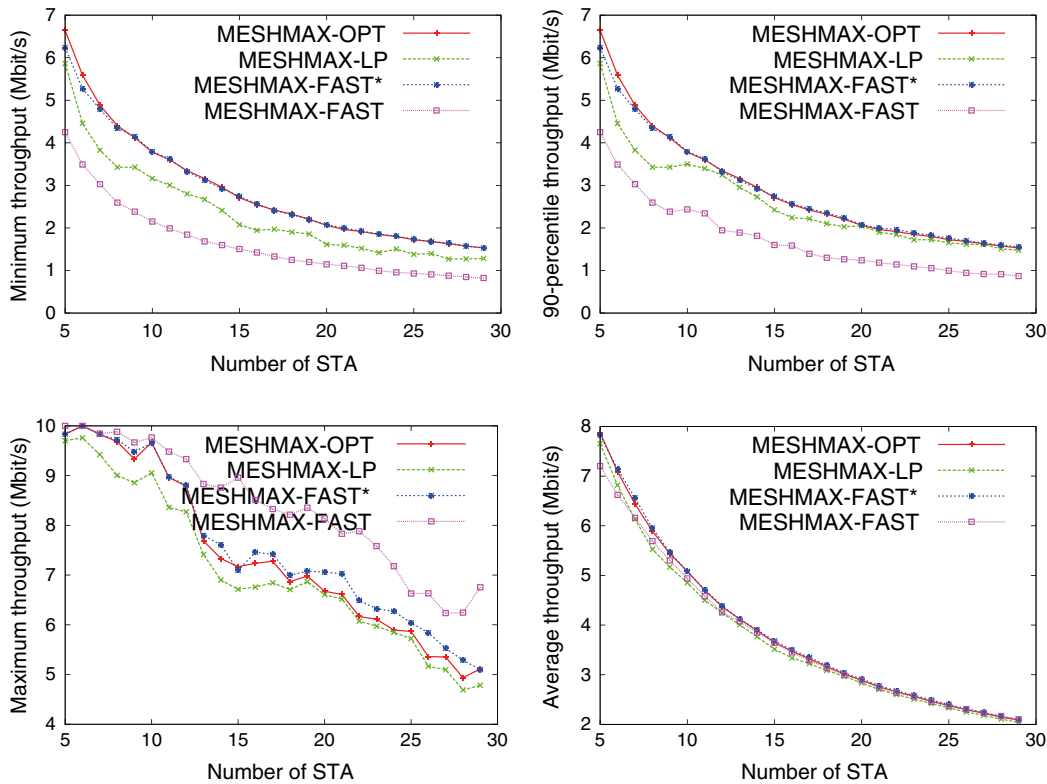 Minimum throughput (Mbit/s)
7
6
5
4
3
2
1
0
MESHMAX-OPT
MESHMAX-LP
MESHMAX-FAST*
MESHMAX-FAST
5 10 15 20 25 30
Number of STA
90-percentile throughput (Mbit/s)
7
6
5
4
3
2
1
0
MESHMAX-OPT
MESHMAX-LP
MESHMAX-FAST*
MESHMAX-FAST
5 10 15 20 25 30
Number of STA
Maximum throughput (Mbit/s)
10
9
8
7
6
5
4
MESHMAX-OPT
MESHMAX-LP
MESHMAX-FAST*
MESHMAX-FAST
5 10 15 20 25 30
Number of STA
Average throughput (Mbit/s)
8
7
6
5
4
3
2
MESHMAX-OPT
MESHMAX-LP
MESHMAX-FAST*
MESHMAX-FAST
5 10 15 20 25 30
Number of STA